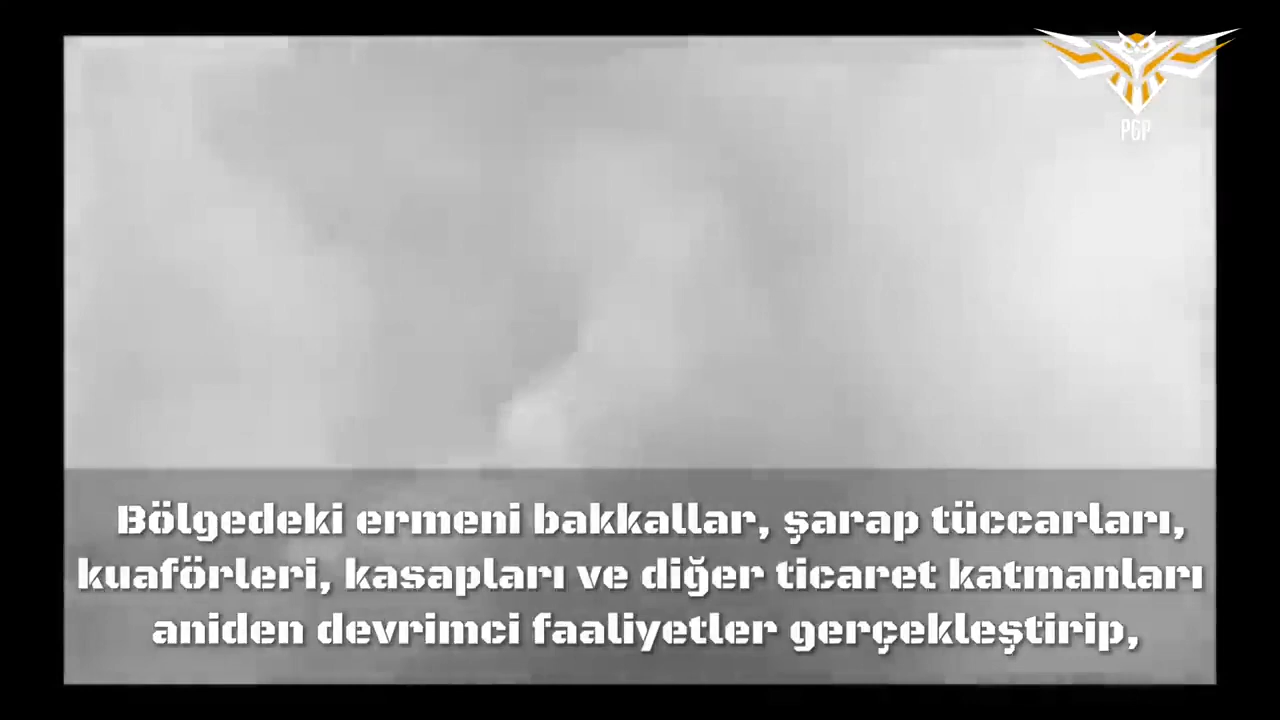 PGP
Bölgedeki ermeni bakkallar, şarap tüccarları,
kuaförleri, kasapları ve diğer ticaret katmanları
aniden devrimci faaliyetler gerçekleştirip,